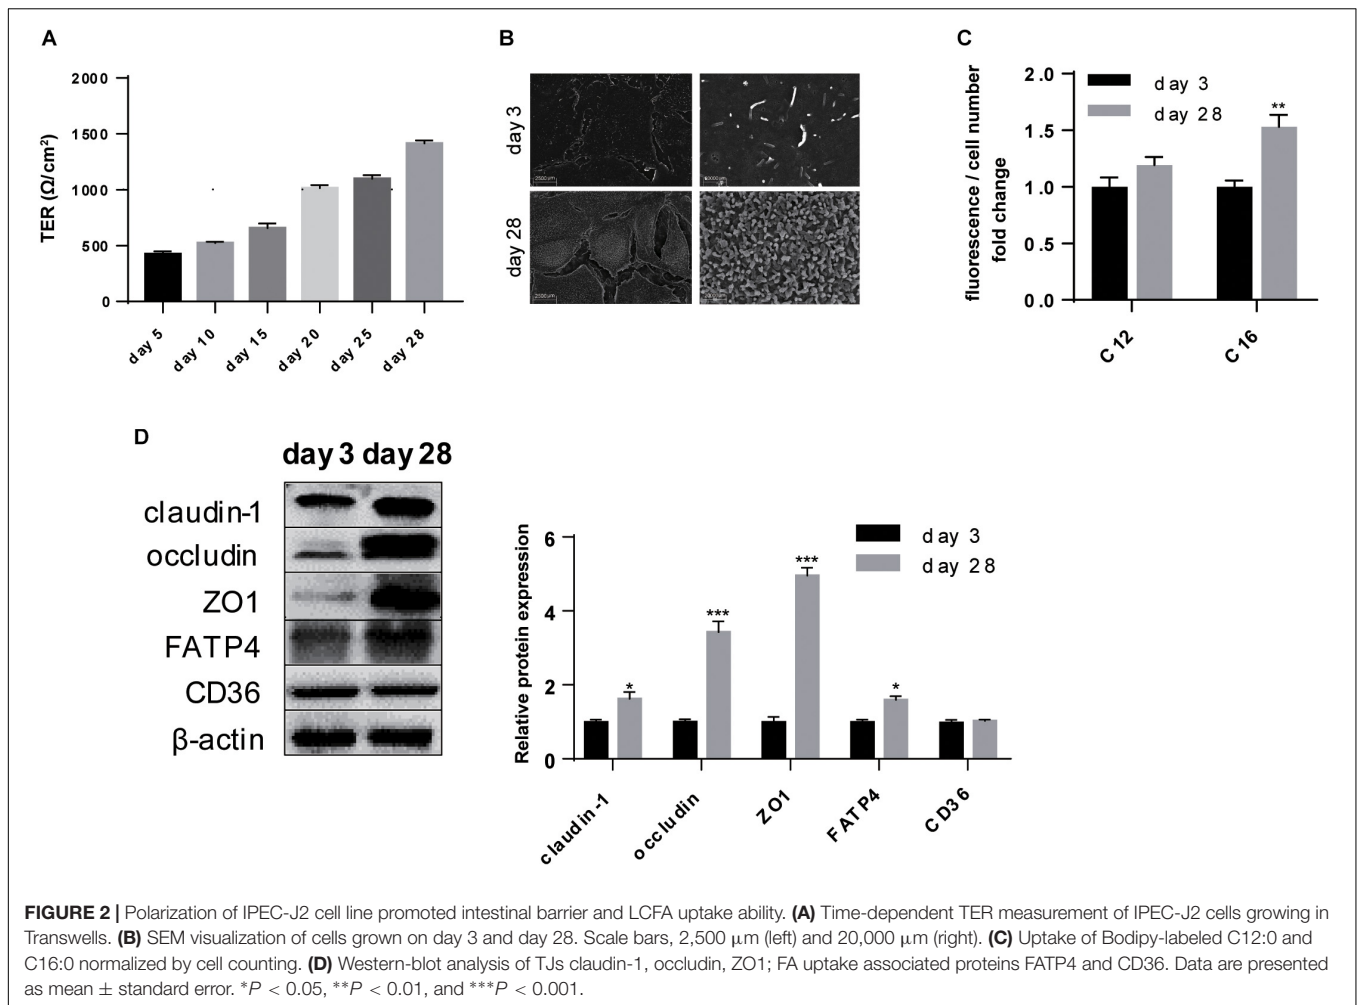 A
TER (Ω/cm²)
2000
1500
1000
500
0
day 5
day 10
day 15
day 20
day 25
day 28
B
day 3
day 28
2500 µm
2500 µm
C
fluorescence / cell number
fold change
2.0
1.5
1.0
0.5
0.0
day 3
day 28
**
C12
C16
D
day 3 day 28
claudin-1
occludin
ZO1
FATP4
CD36
β-actin
Relative protein expression
6
4
2
0
day 3
day 28
*
***
***
*
claudin-1
occludin
ZO1
FATP4
CD36
FIGURE 2 | Polarization of IPEC-J2 cell line promoted intestinal barrier and LCFA uptake ability. (A) Time-dependent TER measurement of IPEC-J2 cells growing in
Transwells. (B) SEM visualization of cells grown on day 3 and day 28. Scale bars, 2,500 µm (left) and 20,000 µm (right). (C) Uptake of Bodipy-labeled C12:0 and
C16:0 normalized by cell counting. (D) Western-blot analysis of TJs claudin-1, occludin, ZO1; FA uptake associated proteins FATP4 and CD36. Data are presented
as mean ± standard error. *P < 0.05, **P < 0.01, and ***P < 0.001.